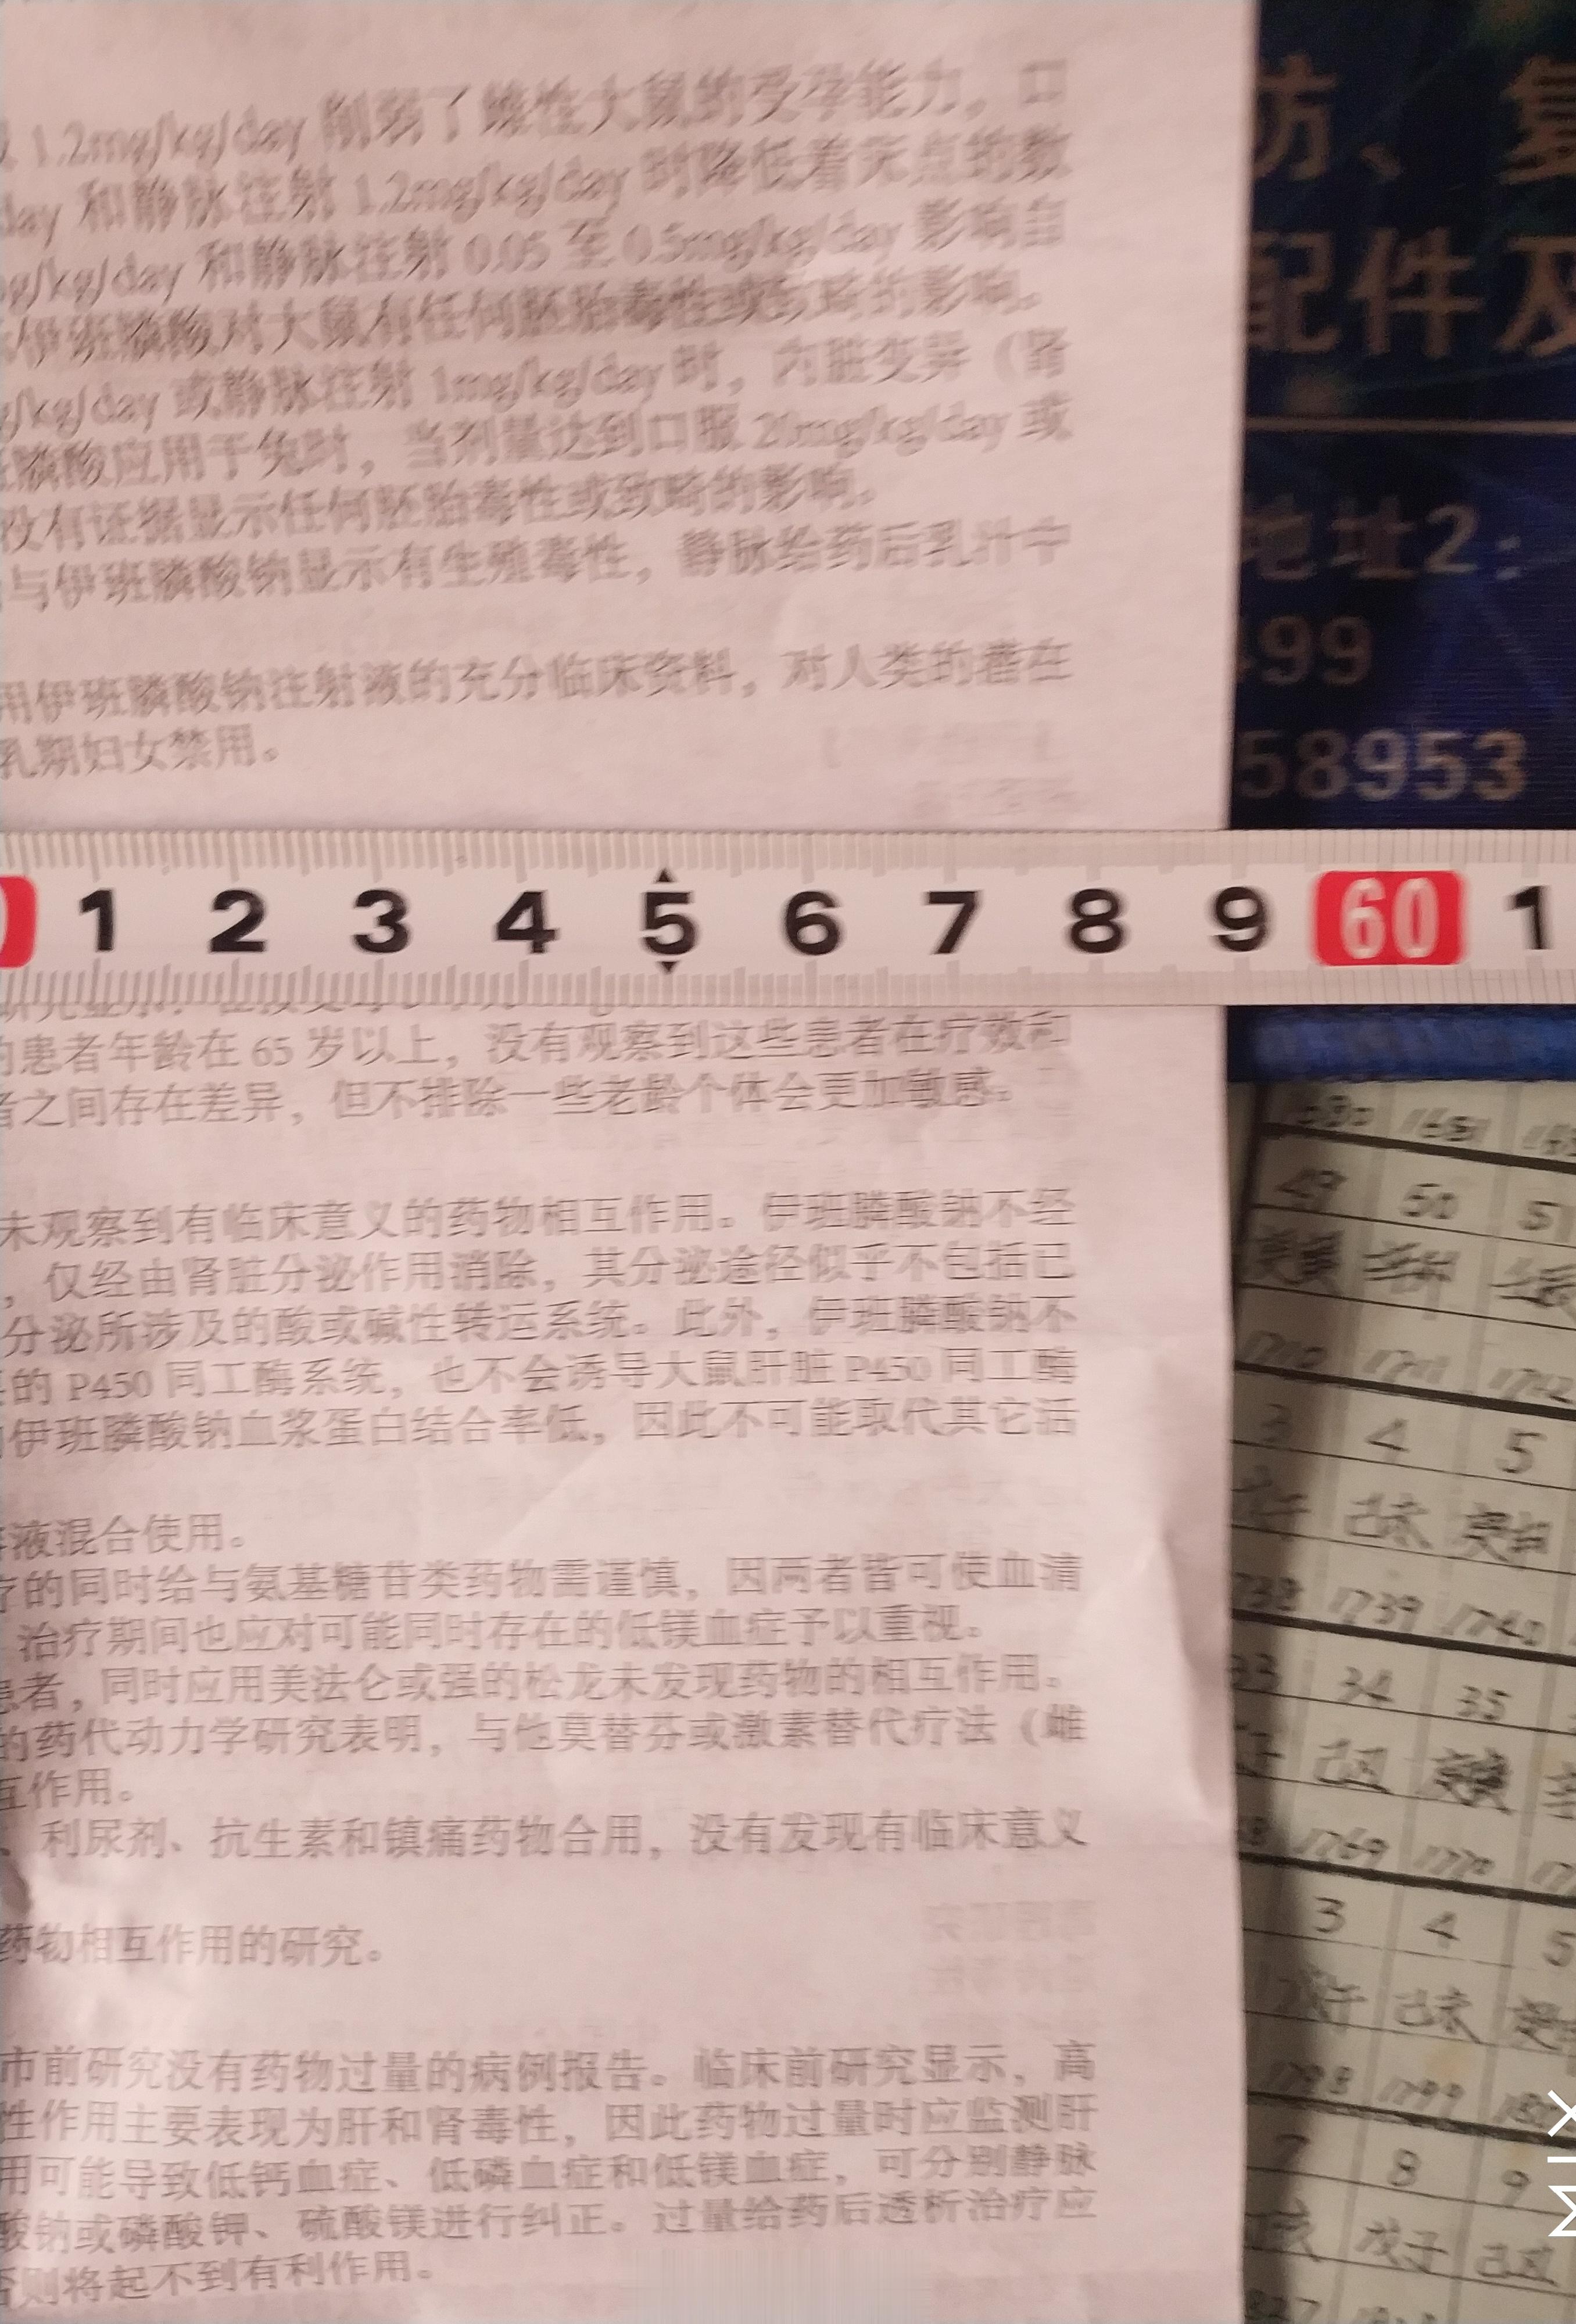 1.2mg/kg/day 削弱了雌性大鼠的受孕能力。口
day 和静脉注射 1.2mg/kg/day 时降低着床点的数
g/kg/day 和静脉注射 0.05 至 0.5mg/kg/day 影响自
伊班膦酸对大鼠有任何胚胎毒性或致畸的影响。
g/kg/day 或静脉注射 1mg/kg/day 时，内脏变异（肾
膦酸应用于兔时，当剂量达到口服 20mg/kg/day 或
没有证据显示任何胚胎毒性或致畸的影响。
与伊班膦酸钠显示有生殖毒性，静脉给药后乳汁中
用伊班膦酸钠注射液的充分临床资料，对人类的潜在
乳期妇女禁用。
防、复
配件及
地址2：
499
58953
1 2 3 4 5 6 7 8 9 60 1
的患者年龄在 65 岁以上，没有观察到这些患者在疗效和
者之间存在差异，但不排除一些老龄个体会更加敏感。
未观察到有临床意义的药物相互作用。伊班膦酸钠不经
，仅经由肾脏分泌作用消除，其分泌途径似乎不包括已
分泌所涉及的酸或碱性转运系统。此外，伊班膦酸钠不
的 P450 同工酶系统，也不会诱导大鼠肝脏 P450 同工酶
伊班膦酸钠血浆蛋白结合率低，因此不可能取代其它活
液混合使用。
疗的同时给与氨基糖苷类药物需谨慎，因两者皆可使血清
治疗期间也应对可能同时存在的低镁血症予以重视。
患者，同时应用美法仑或强的松龙未发现药物的相互作用。
的药代动力学研究表明，与他莫替芬或激素替代疗法（雌
互作用。
、利尿剂、抗生素和镇痛药物合用，没有发现有临床意义
药物相互作用的研究。
市前研究没有药物过量的病例报告。临床前研究显示，高
性作用主要表现为肝和肾毒性，因此药物过量时应监测肝
用可能导致低钙血症、低磷血症和低镁血症，可分别静脉
酸钠或磷酸钾、硫酸镁进行纠正。过量给药后透析治疗应
否则将起不到有利作用。
49 50 51
3 4 5
己未
1739 1740
33 34 35
己丑
1769 1770
3 4 5
己未
1799
7 8 9
戊子 己丑
MIX